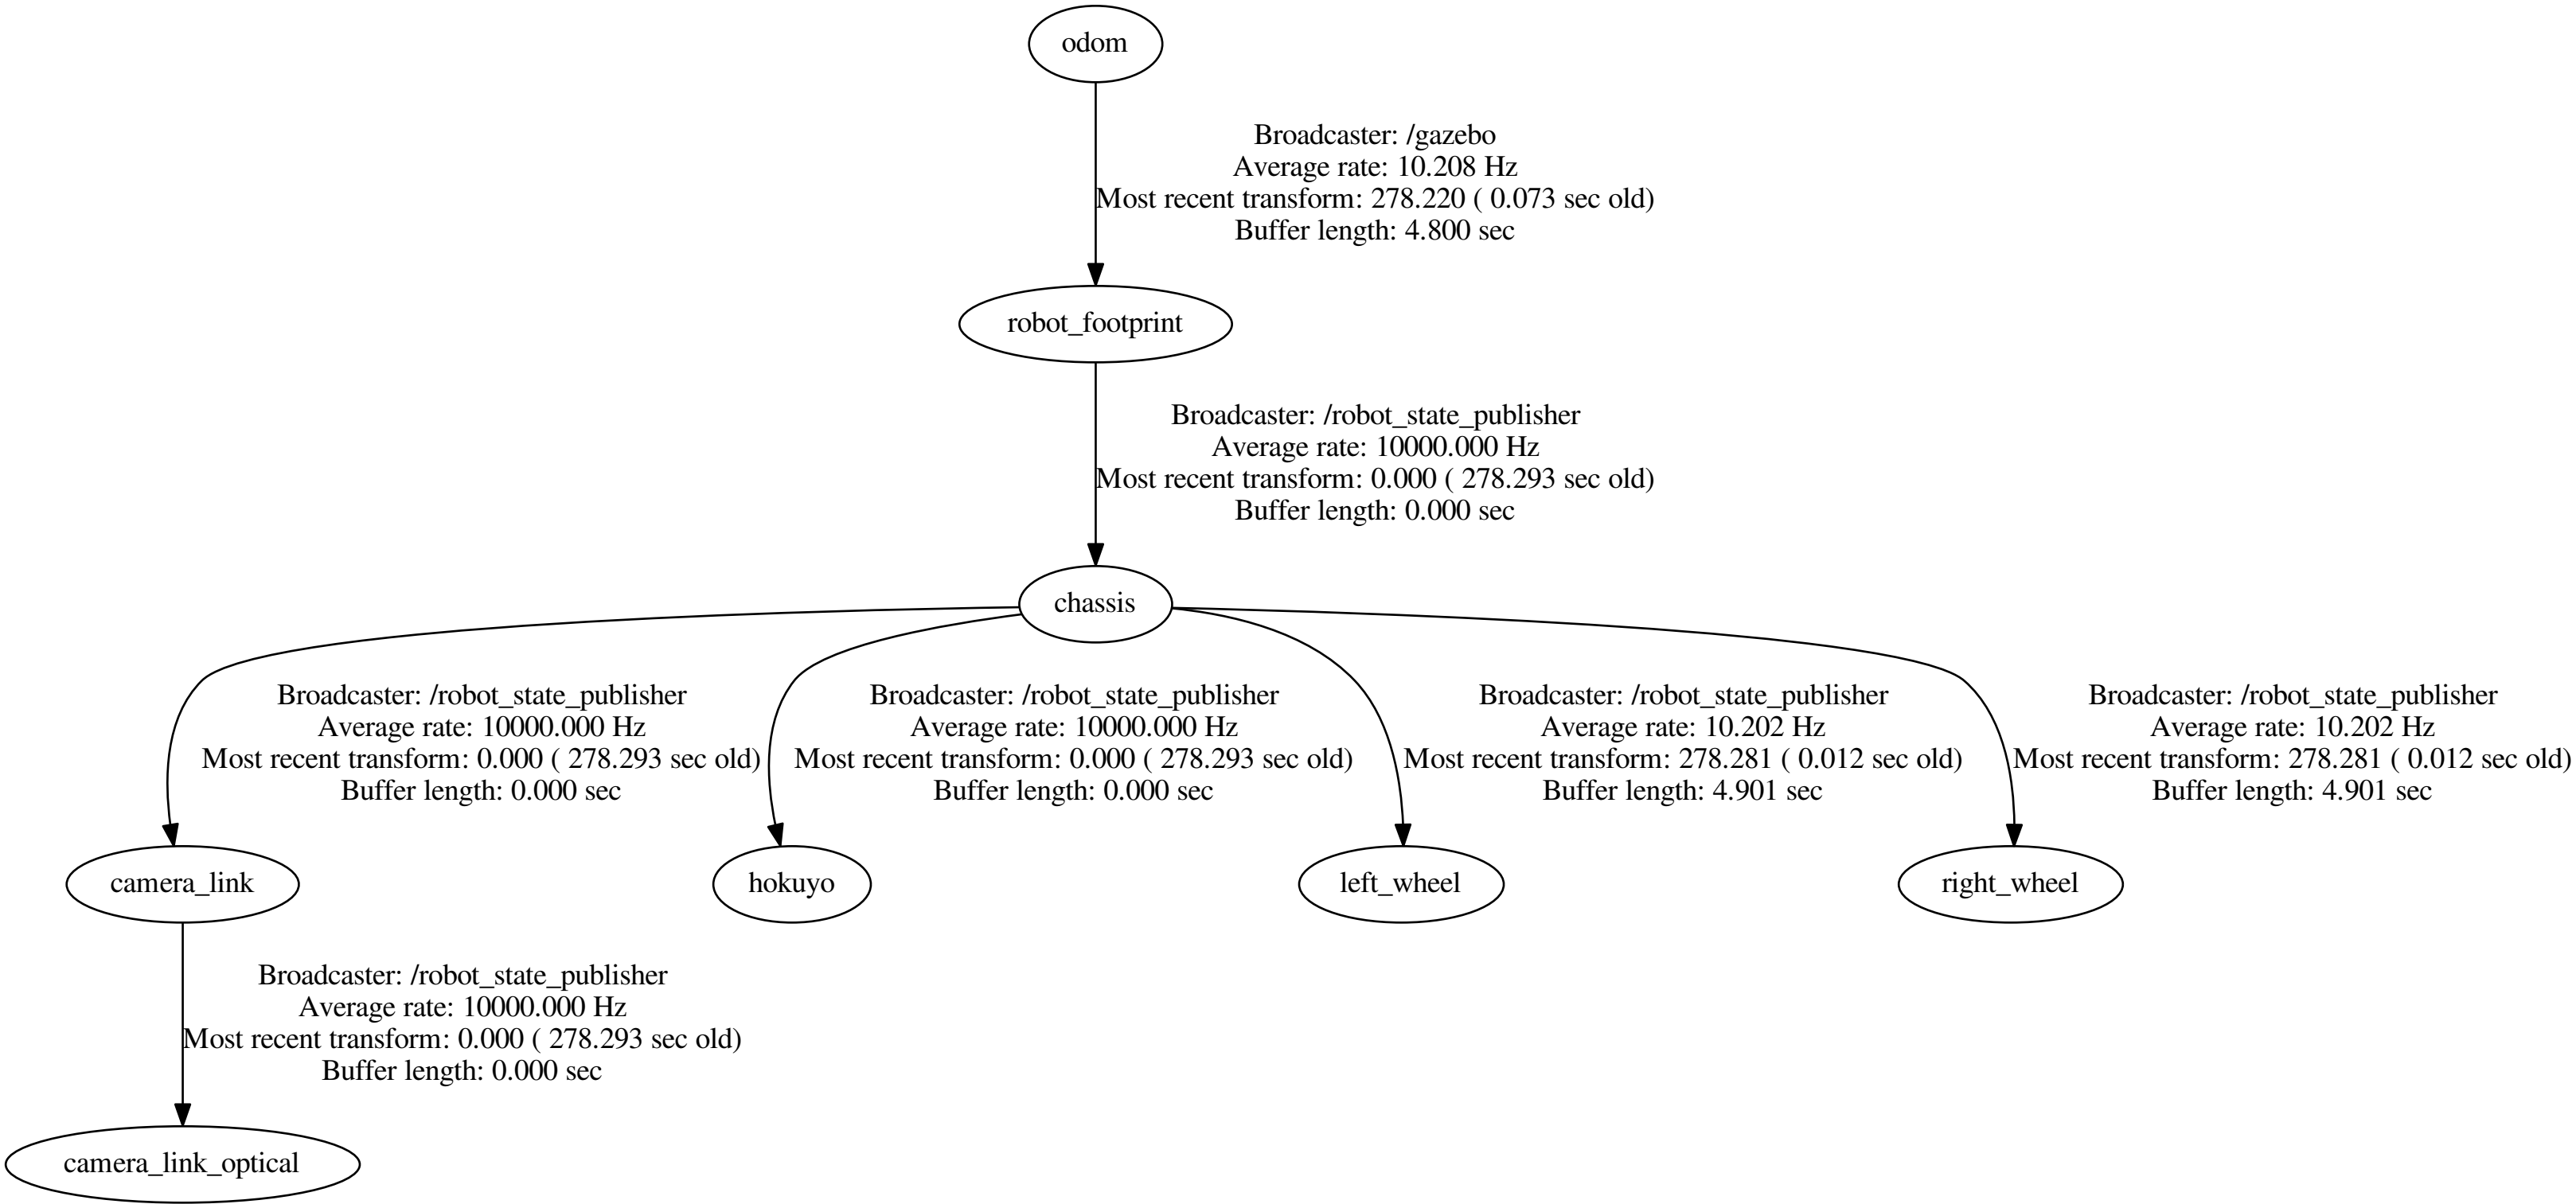 odom
Broadcaster: /gazebo
Average rate: 10.208 Hz
Most recent transform: 278.220 ( 0.073 sec old)
Buffer length: 4.800 sec
robot_footprint
Broadcaster: /robot_state_publisher
Average rate: 10000.000 Hz
Most recent transform: 0.000 ( 278.293 sec old)
Buffer length: 0.000 sec
chassis
Broadcaster: /robot_state_publisher
Average rate: 10000.000 Hz
Most recent transform: 0.000 ( 278.293 sec old)
Buffer length: 0.000 sec
Broadcaster: /robot_state_publisher
Average rate: 10000.000 Hz
Most recent transform: 0.000 ( 278.293 sec old)
Buffer length: 0.000 sec
Broadcaster: /robot_state_publisher
Average rate: 10.202 Hz
Most recent transform: 278.281 ( 0.012 sec old)
Buffer length: 4.901 sec
Broadcaster: /robot_state_publisher
Average rate: 10.202 Hz
Most recent transform: 278.281 ( 0.012 sec old)
Buffer length: 4.901 sec
camera_link
hokuyo
left_wheel
right_wheel
Broadcaster: /robot_state_publisher
Average rate: 10000.000 Hz
Most recent transform: 0.000 ( 278.293 sec old)
Buffer length: 0.000 sec
camera_link_optical